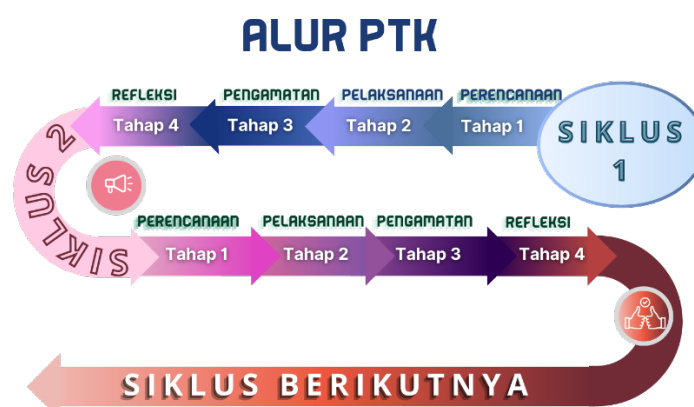 ALUR PTK
REFLEKSI PENGAMATAN PELAKSANAAN PERENCANAAN
Tahap 4 Tahap 3 Tahap 2 Tahap 1
SIKLUS
1
SIKLUS 2
PERENCANAAN PELAKSANAAN PENGAMATAN REFLEKSI
Tahap 1 Tahap 2 Tahap 3 Tahap 4
SIKLUS BERIKUTNYA